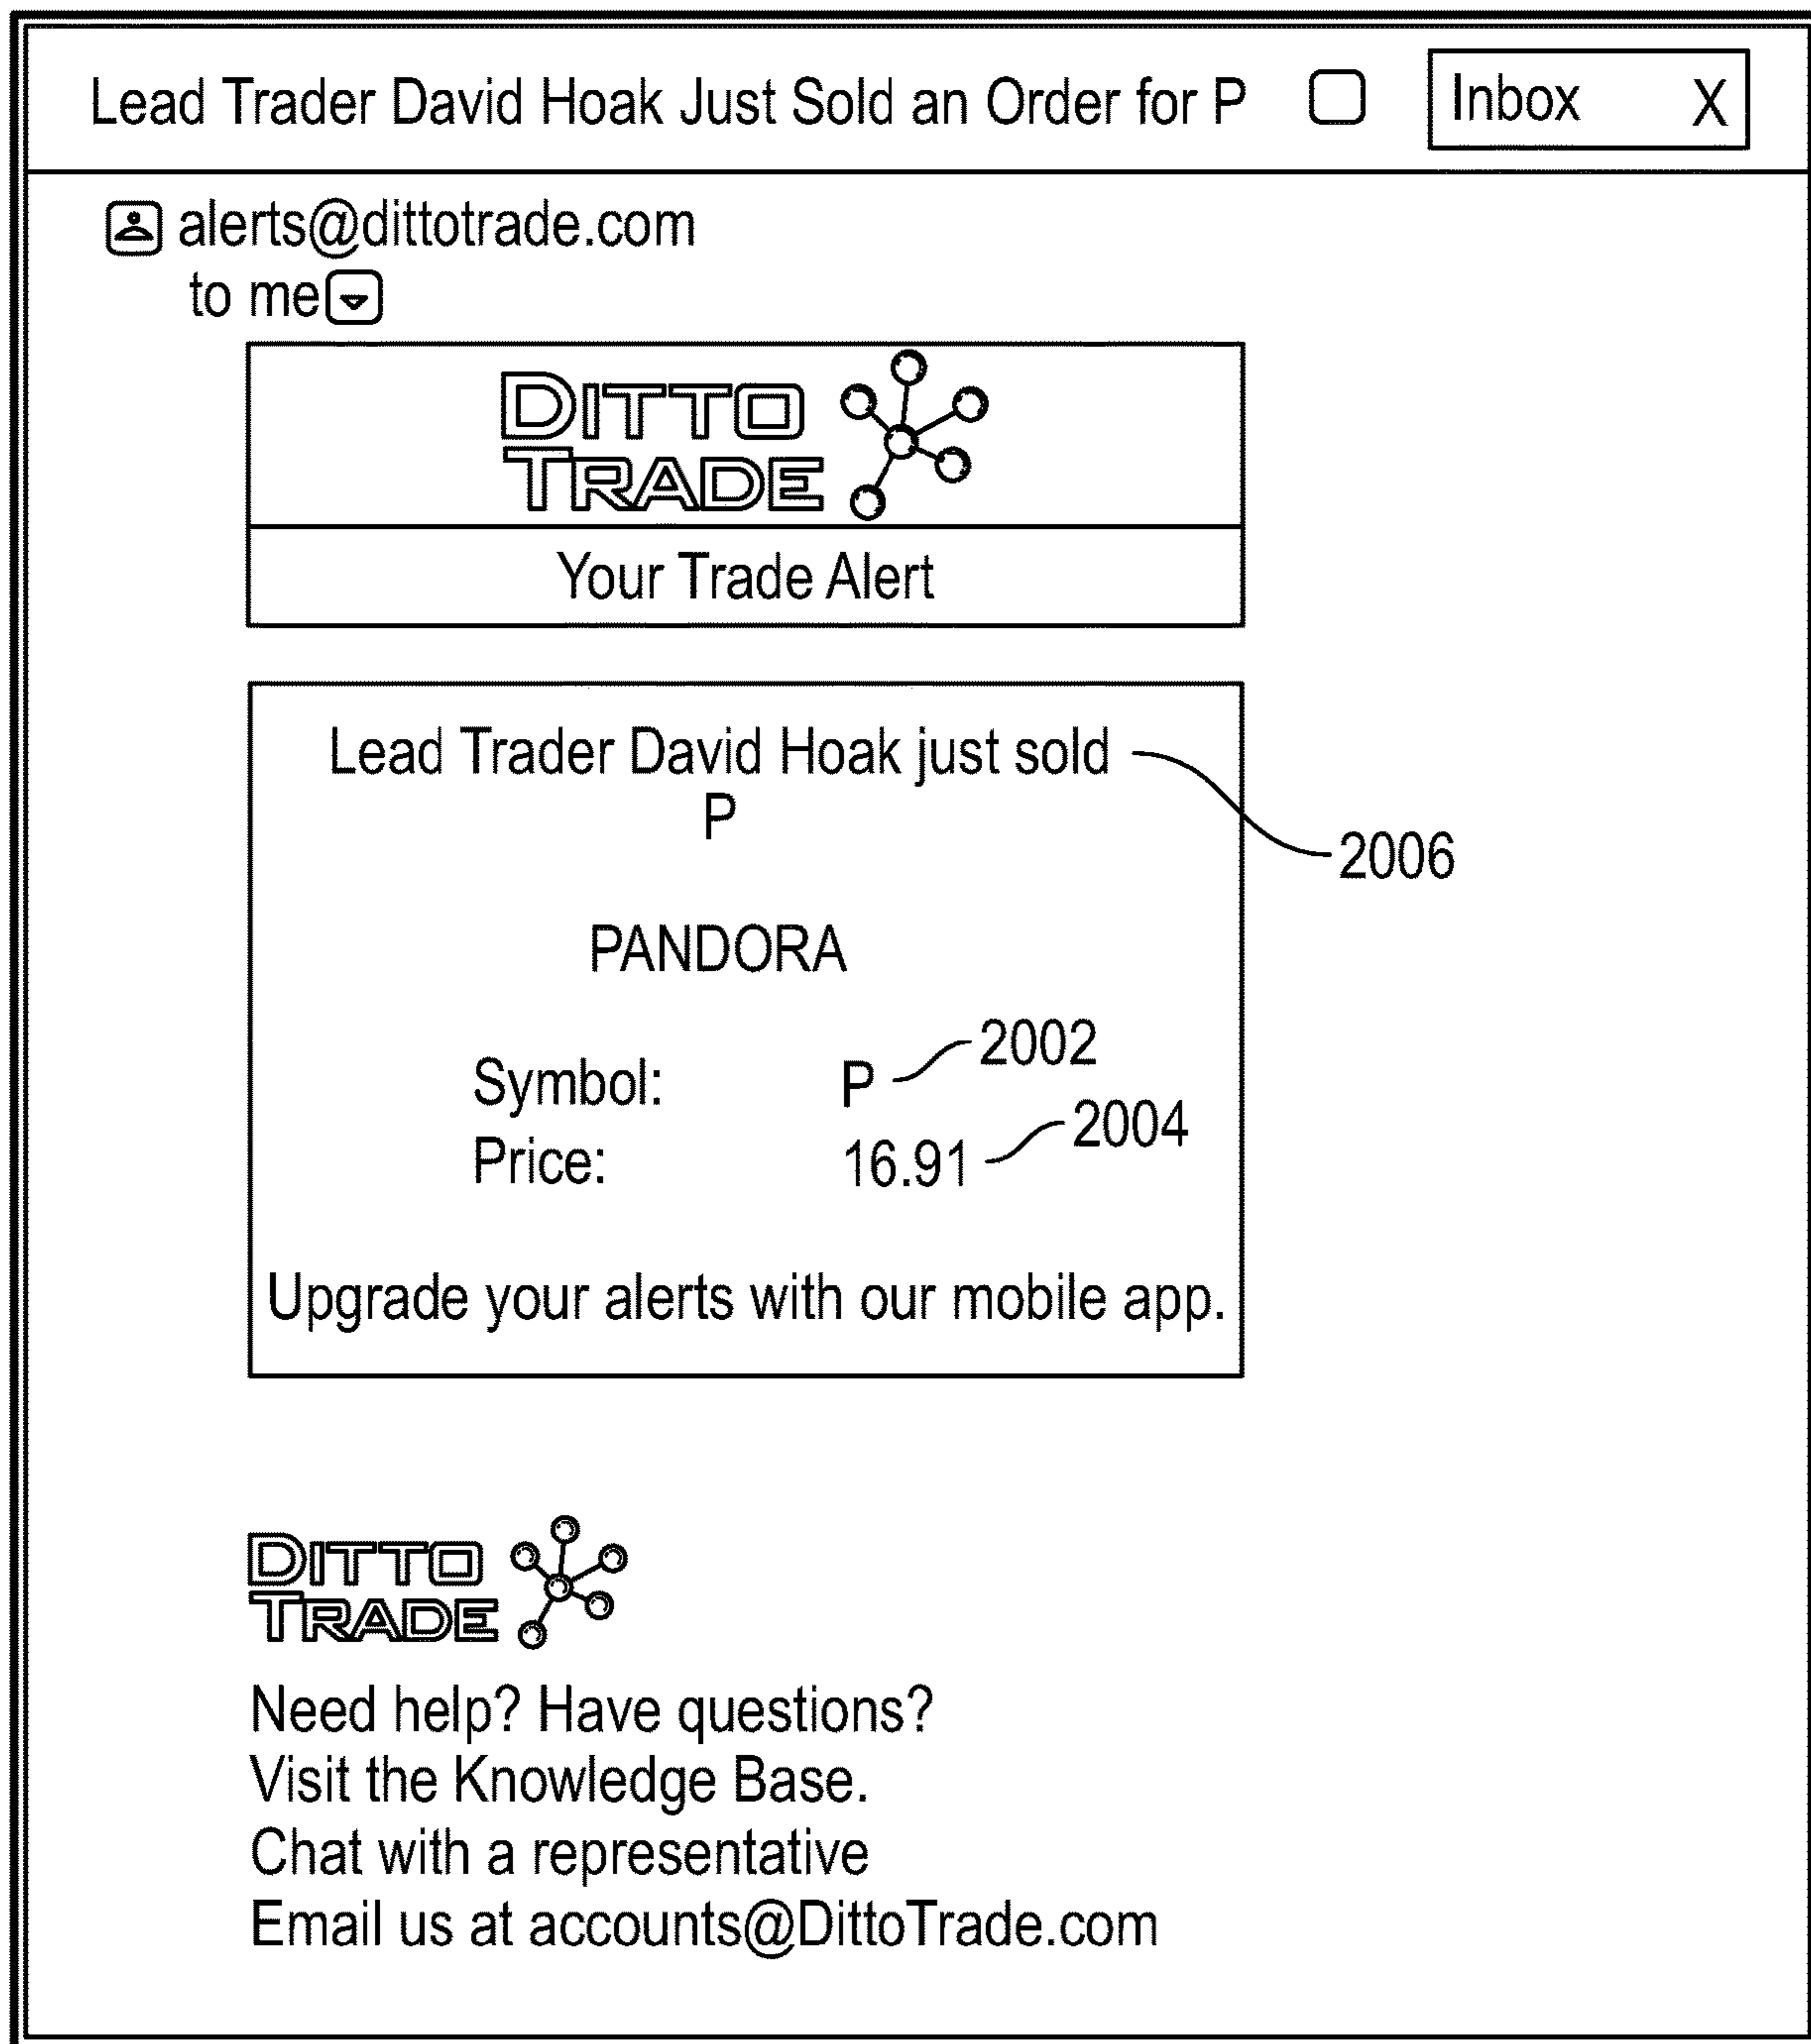 Lead Trader David Hoak Just Sold an Order for P Inbox X
alerts@dittotrade.com
to me
DITTO
TRADE
Your Trade Alert
Lead Trader David Hoak just sold
P
2006
PANDORA
2002
Symbol: P
2004
Price: 16.91
Upgrade your alerts with our mobile app.
DITTO
TRADE
Need help? Have questions?
Visit the Knowledge Base.
Chat with a representative
Email us at accounts@DittoTrade.com